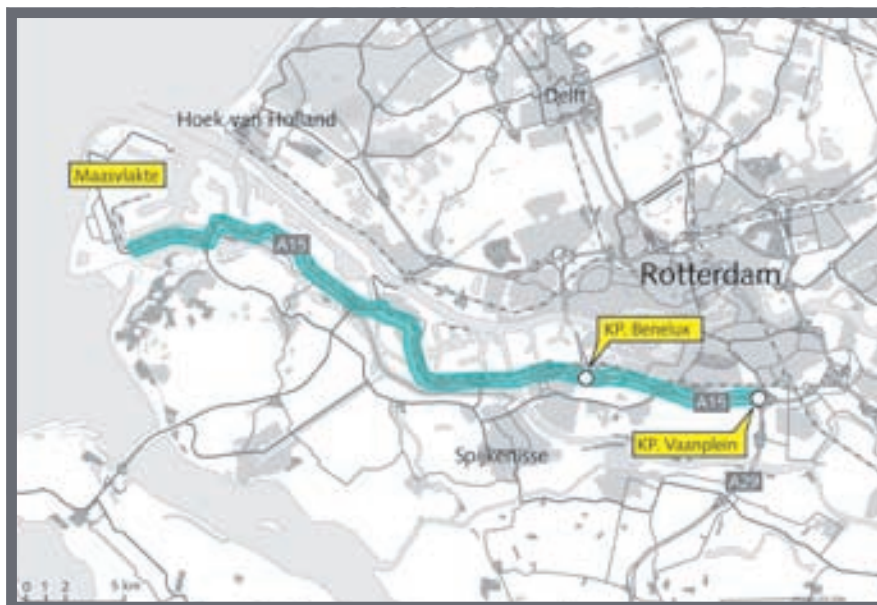 Delft
Hoek van Holland
Maasvlakte
A15
Rotterdam
KP. Benelux
A15
KP. Vaanplein
Spijkenisse
A29
0 1 2 5 km